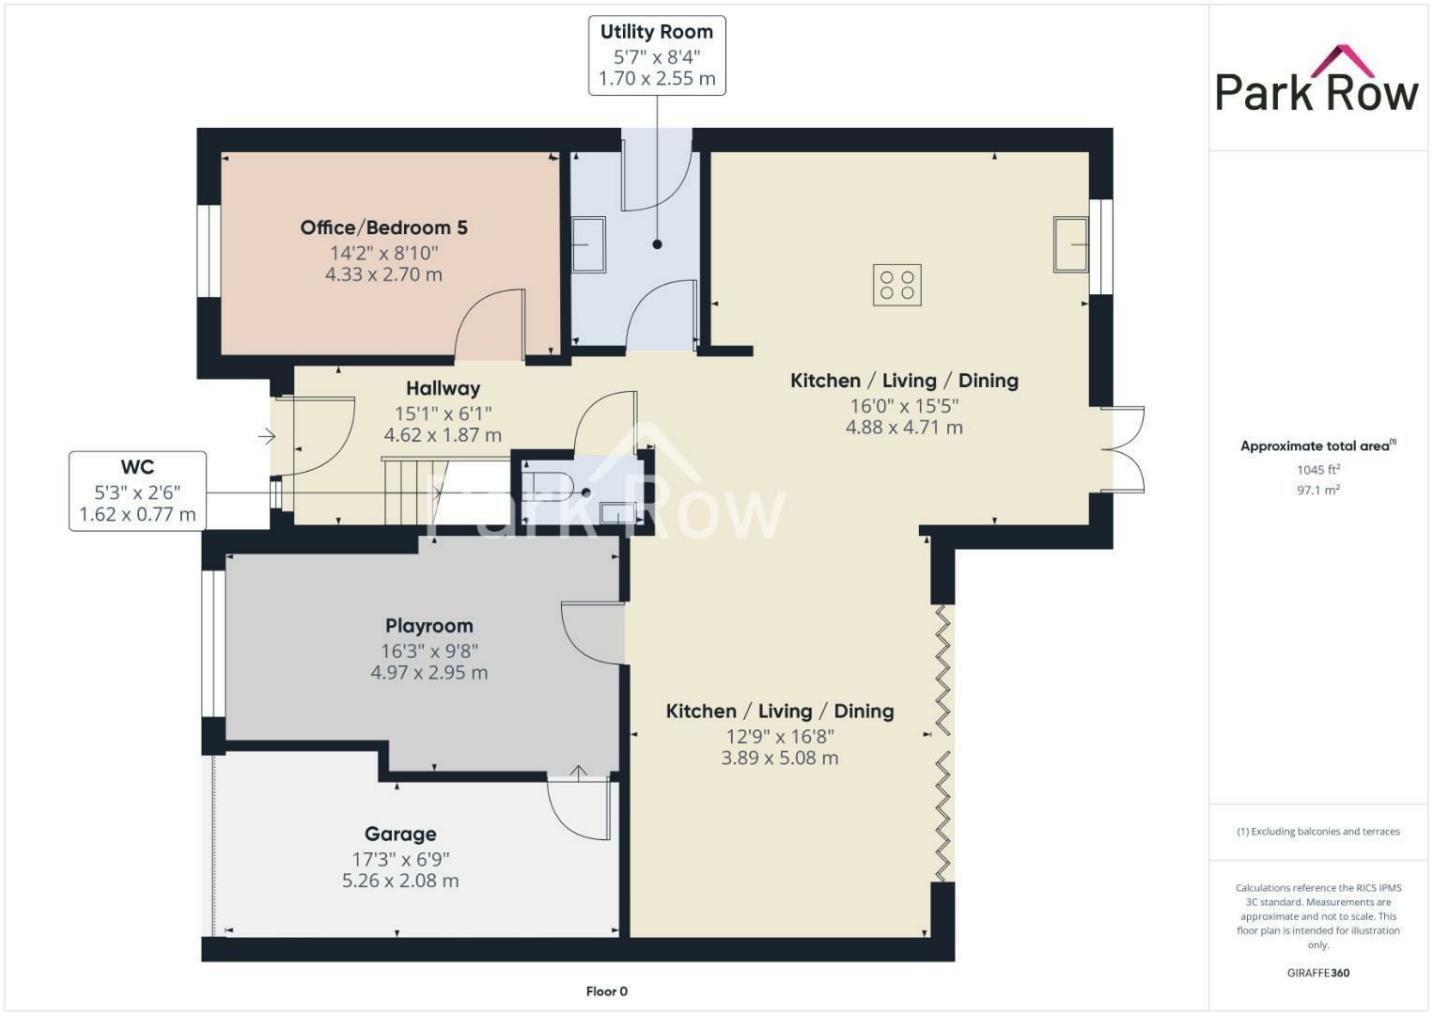 Utility Room
5'7" x 8'4"
1.70 x 2.55 m
Park Row
Office/Bedroom 5
14'2" x 8'10"
4.33 x 2.70 m
Hallway
15'1" x 6'1"
4.62 x 1.87 m
Kitchen / Living / Dining
16'0" x 15'5"
4.88 x 4.71 m
WC
5'3" x 2'6"
1.62 x 0.77 m
Park Row
Approximate total area(1)
1045 ft²
97.1 m²
Playroom
16'3" x 9'8"
4.97 x 2.95 m
Kitchen / Living / Dining
12'9" x 16'8"
3.89 x 5.08 m
Garage
17'3" x 6'9"
5.26 x 2.08 m
(1) Excluding balconies and terraces
Calculations reference the RICS IPMS
3C standard. Measurements are
approximate and not to scale. This
floor plan is intended for illustration
only.
GIRAFFE360
Floor 0